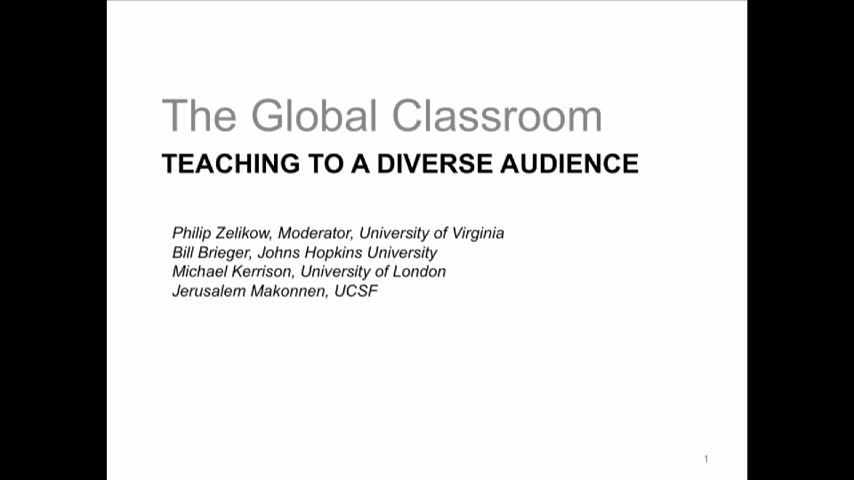 The Global Classroom
TEACHING TO A DIVERSE AUDIENCE
Philip Zelikow, Moderator, University of Virginia
Bill Brieger, Johns Hopkins University
Michael Kerrison, University of London
Jerusalem Makonnen, UCSF
1